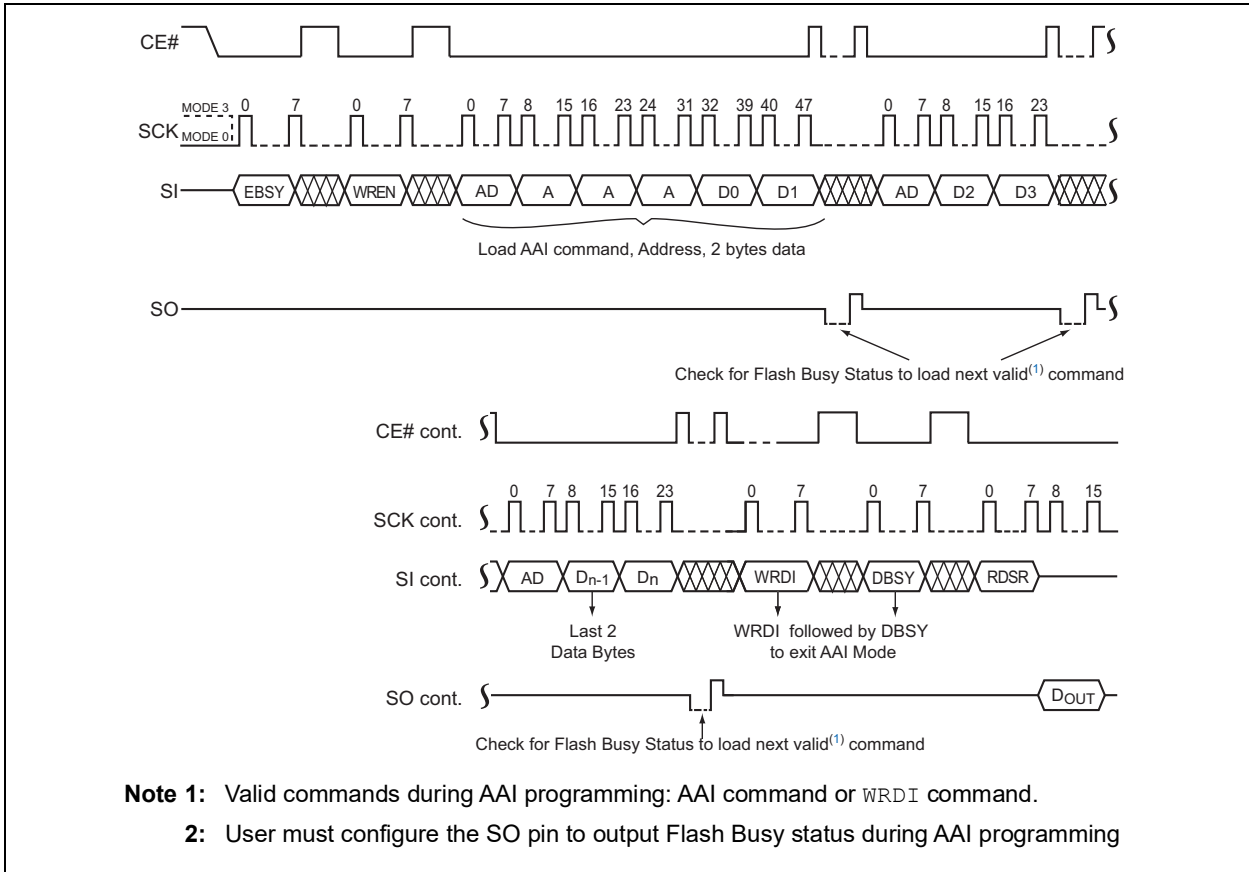 CE#
MODE 3
0 7 0 7 0 7 8 15 16 23 24 31 32 39 40 47 0 7 8 15 16 23
SCK
MODE 0
SI EBSY WREN AD A A A D0 D1 AD D2 D3
Load AAI command, Address, 2 bytes data
SO
Check for Flash Busy Status to load next valid(1) command
CE# cont.
0 7 8 15 16 23 0 7 0 7 0 7 8 15
SCK cont.
SI cont. AD Dn-1 Dn WRDI DBSY RDSR
Last 2
Data Bytes
WRDI followed by DBSY
to exit AAI Mode
SO cont. DOUT
Check for Flash Busy Status to load next valid(1) command
Note 1: Valid commands during AAI programming: AAI command or WRDI command.
2: User must configure the SO pin to output Flash Busy status during AAI programming